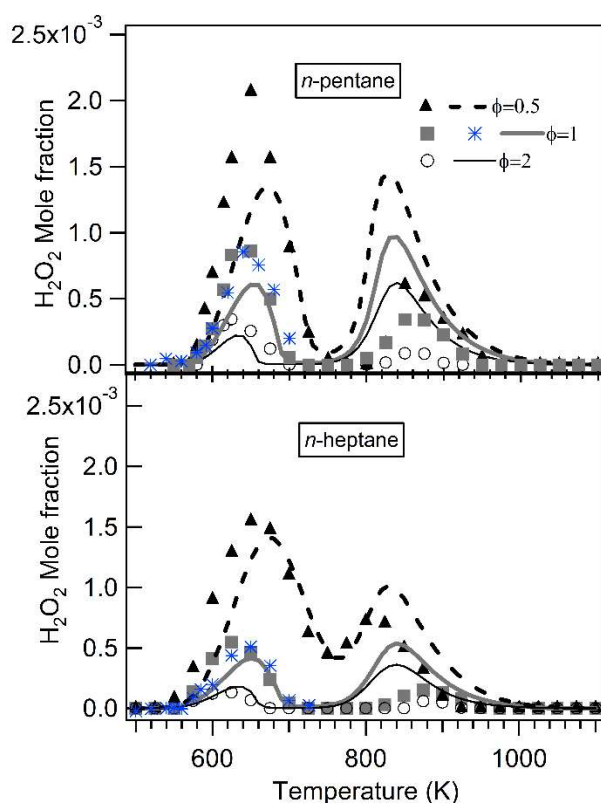 2.5x10⁻³
n-pentane
2.0
ϕ=0.5
ϕ=1
1.5
ϕ=2
1.0
0.5
0.0
H₂O₂ Mole fraction
2.5x10⁻³
n-heptane
2.0
1.5
1.0
0.5
0.0
H₂O₂ Mole fraction
600 800 1000
Temperature (K)